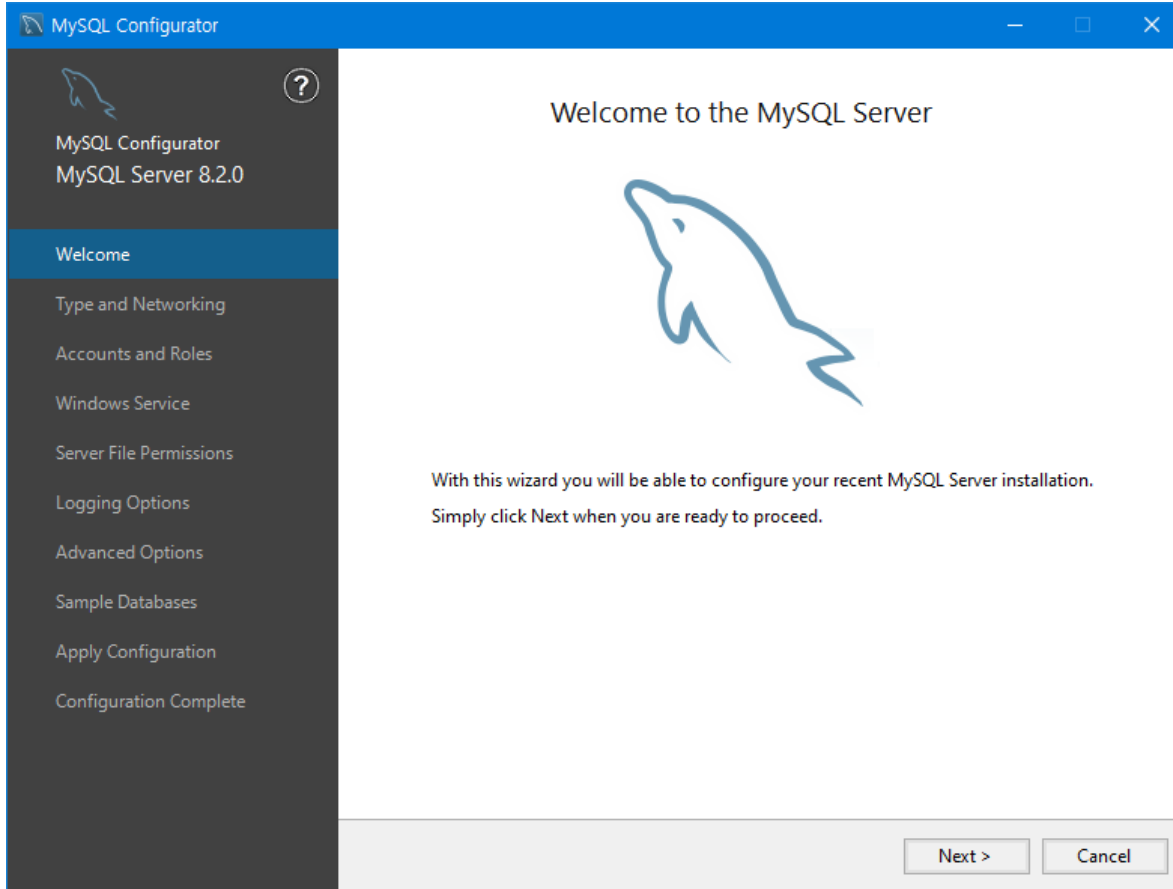 MySQL Configurator
?
MySQL Configurator
MySQL Server 8.2.0
Welcome
Type and Networking
Accounts and Roles
Windows Service
Server File Permissions
Logging Options
Advanced Options
Sample Databases
Apply Configuration
Configuration Complete
Welcome to the MySQL Server
With this wizard you will be able to configure your recent MySQL Server installation.
Simply click Next when you are ready to proceed.
Next >
Cancel